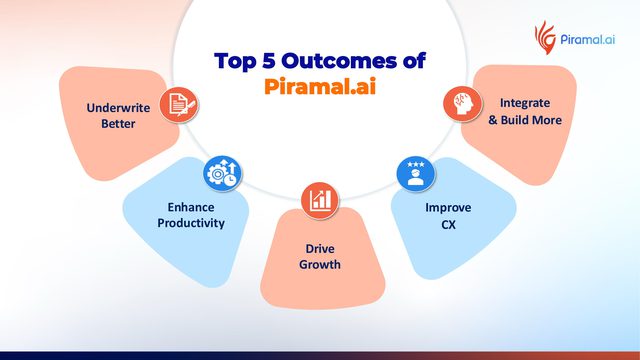 Top 5 Outcomes of
Piramal.ai
Piramal.ai
Underwrite
Better
Enhance
Productivity
Drive
Growth
Improve
CX
Integrate
& Build More